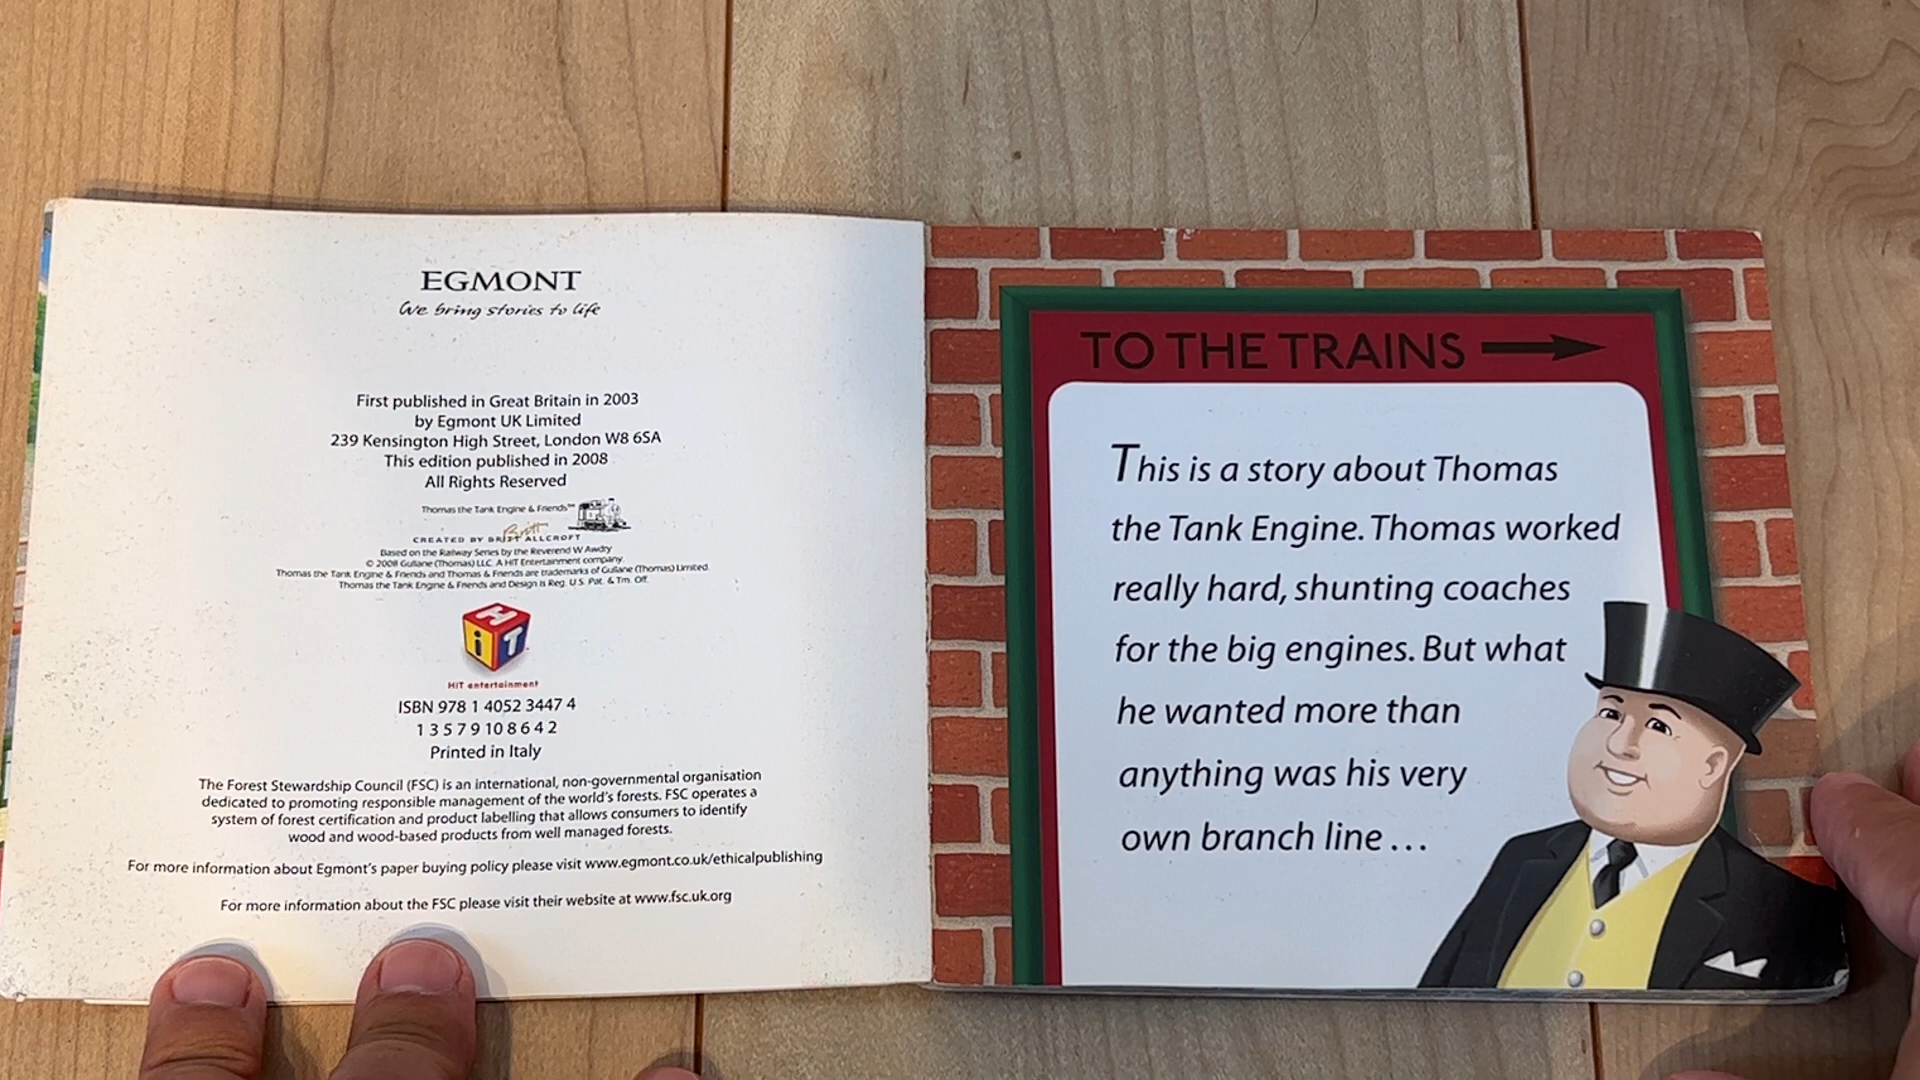 EGMONT
We bring stories to life
First published in Great Britain in 2003
by Egmont UK Limited
239 Kensington High Street, London W8 6SA
This edition published in 2008
All Rights Reserved
Thomas the Tank Engine & Friends™
CREATED BY BRITT ALLCROFT
Based on the Railway Series by the Reverend W Awdry
© 2008 Gullane (Thomas) LLC. A HIT Entertainment company.
Thomas the Tank Engine & Friends and Thomas & Friends are trademarks of Gullane (Thomas) Limited.
Thomas the Tank Engine & Friends and Design is Reg. U.S. Pat. & Tm. Off.
HiT
HiT entertainment
ISBN 978 1 4052 3447 4
1 3 5 7 9 10 8 6 4 2
Printed in Italy
The Forest Stewardship Council (FSC) is an international, non-governmental organisation
dedicated to promoting responsible management of the world's forests. FSC operates a
system of forest certification and product labelling that allows consumers to identify
wood and wood-based products from well managed forests.
For more information about Egmont's paper buying policy please visit www.egmont.co.uk/ethicalpublishing
For more information about the FSC please visit their website at www.fsc.uk.org
TO THE TRAINS
This is a story about Thomas
the Tank Engine. Thomas worked
really hard, shunting coaches
for the big engines. But what
he wanted more than
anything was his very
own branch line ...